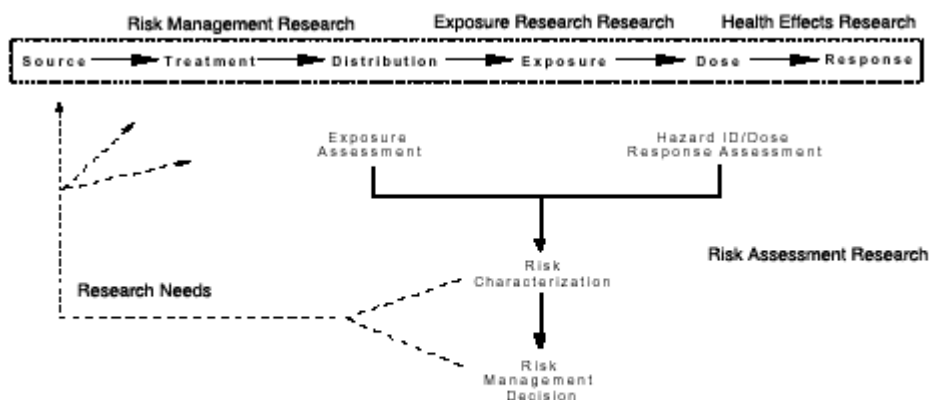 Risk Management Research Exposure Research Research Health Effects Research
Source Treatment Distribution Exposure Dose Response
Exposure
Assessment
Hazard ID/Dose
Response Assessment
Risk
Characterization
Risk Assessment Research
Research Needs
Risk
Management
Decision